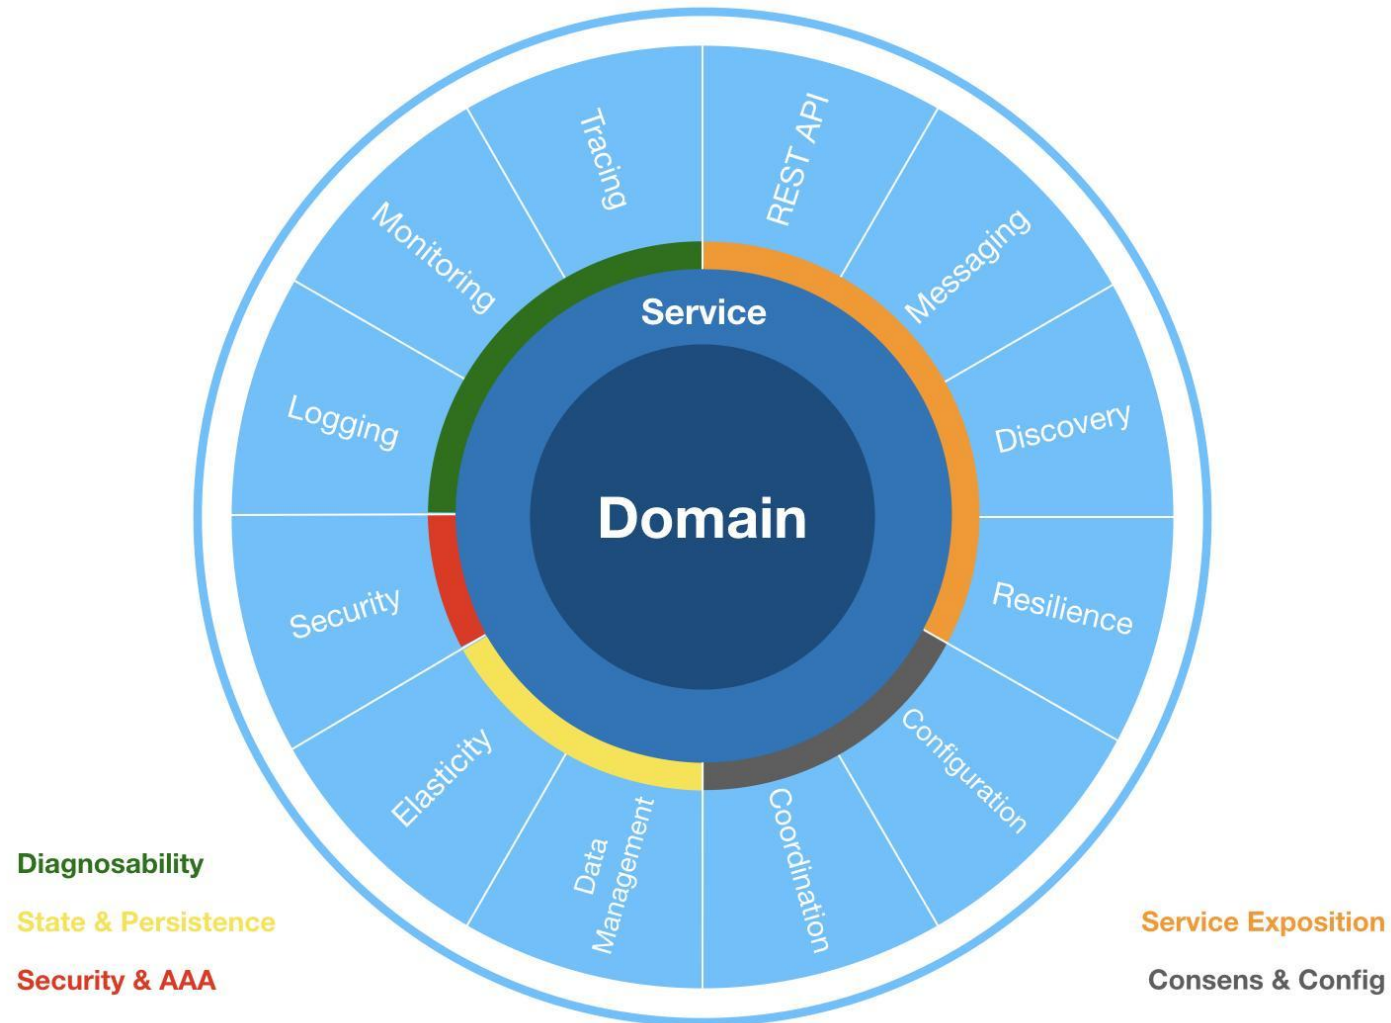 Tracing
REST API
Monitoring
Messaging
Service
Logging
Discovery
Domain
Security
Resilience
Elasticity
Configuration
Data
Management
Coordination
Diagnosability
State & Persistence
Security & AAA
Service Exposition
Consens & Config